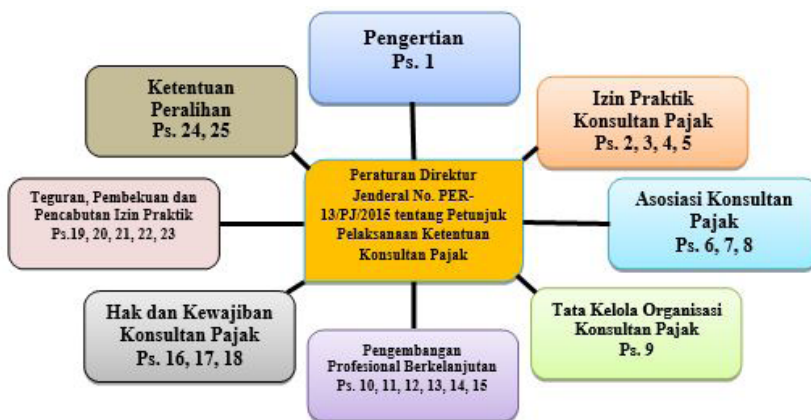 Pengertian
Ps. 1
Ketentuan
Peralihan
Ps. 24, 25
Izin Praktik
Konsultan Pajak
Ps. 2, 3, 4, 5
Peraturan Direktur
Jenderal No. PER-
13/PJ/2015 tentang Petunjuk
Pelaksanaan Ketentuan
Konsultan Pajak
Teguran, Pembekuan dan
Pencabutan Izin Praktik
Ps.19, 20, 21, 22, 23
Asosiasi Konsultan
Pajak
Ps. 6, 7, 8
Hak dan Kewajiban
Konsultan Pajak
Ps. 16, 17, 18
Pengembangan
Profesional Berkelanjutan
Ps. 10, 11, 12, 13, 14, 15
Tata Kelola Organisasi
Konsultan Pajak
Ps. 9